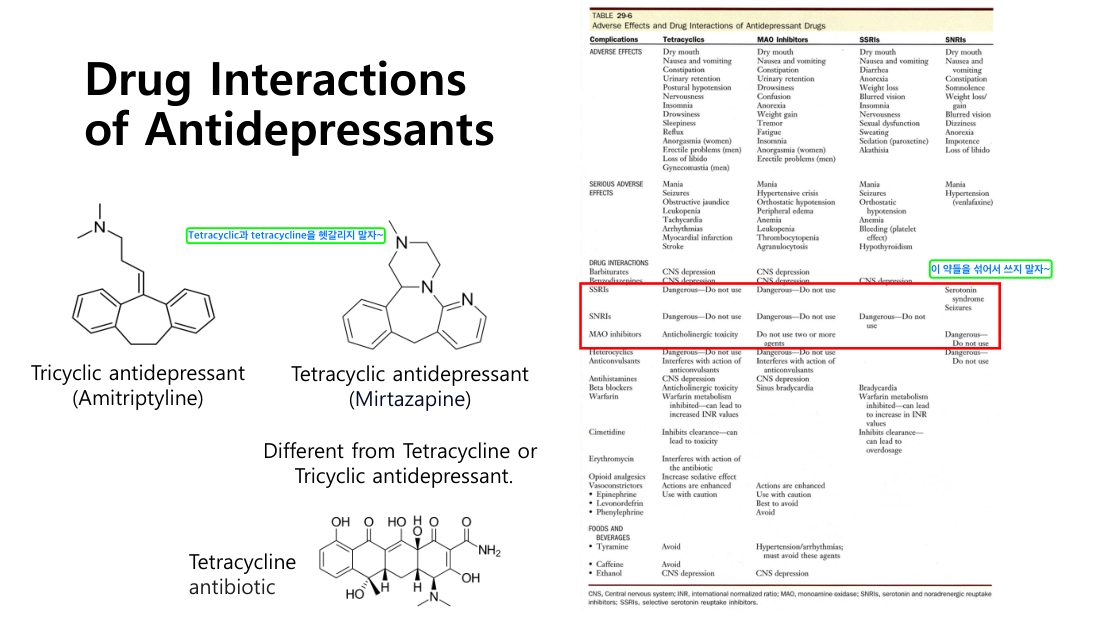 Drug Interactions
of Antidepressants
Tetracyclic과 tetracycline을 헷갈리지 말자~
N
N
N
N
Tricyclic antidepressant
(Amitriptyline)
Tetracyclic antidepressant
(Mirtazapine)
Different from Tetracycline or
Tricyclic antidepressant.
Tetracycline
antibiotic
OH O HO H O O
O
NH₂
OH
HO H H
N
TABLE 29-6
Adverse Effects and Drug Interactions of Antidepressant Drugs
Complications Tetracyclics MAO Inhibitors SSRIs SNRIs
ADVERSE EFFECTS Dry mouth Dry mouth Dry mouth Dry mouth
Nausea and vomiting Nausea and vomiting Nausea and vomiting Nausea and
Constipation Constipation Diarrhea vomiting
Urinary retention Urinary retention Anorexia Constipation
Postural hypotension Drowsiness Weight loss Somnolence
Nervousness Confusion Blurred vision Weight loss/
Insomnia Anorexia Insomnia gain
Drowsiness Weight gain Nervousness Blurred vision
Sleepiness Tremor Sexual dysfunction Dizziness
Reflux Fatigue Sweating Anorexia
Anorgasmia (women) Insomnia Sedation (paroxetine) Impotence
Erectile problems (men) Anorgasmia (women) Akathisia Loss of libido
Loss of libido Erectile problems (men)
Gynecomastia (men)
SERIOUS ADVERSE Mania Mania Mania Mania
EFFECTS Seizures Hypertensive crisis Seizures Hypertension
Obstructive jaundice Orthostatic hypotension Orthostatic (venlafaxine)
Leukopenia Peripheral edema hypotension
Tachycardia Anemia Anemia
Arrhythmias Leukopenia Bleeding (platelet
Myocardial infarction Thrombocytopenia effect)
Stroke Agranulocytosis Hypothyroidism
이 약들을 섞어서 쓰지 말자~
DRUG INTERACTIONS
Barbiturates CNS depression CNS depression
Benzodiazepines CNS depression CNS depression CNS depression
SSRIs Dangerous—Do not use Dangerous—Do not use Serotonin
syndrome
Seizures
SNRIs Dangerous—Do not use Dangerous—Do not use Dangerous—Do not
use
MAO inhibitors Anticholinergic toxicity Do not use two or more Dangerous—
agents Do not use
Heterocyclics Dangerous—Do not use Dangerous—Do not use Dangerous—
Anticonvulsants Interferes with action of Interferes with action of Do not use
anticonvulsants anticonvulsants
Antihistamines CNS depression CNS depression
Beta blockers Anticholinergic toxicity Sinus bradycardia Bradycardia
Warfarin Warfarin metabolism Warfarin metabolism
inhibited—can lead to inhibited—can lead
increased INR values to increase in INR
values
Cimetidine Inhibits clearance—can Inhibits clearance—
lead to toxicity can lead to
overdosage
Erythromycin Interferes with action of
the antibiotic
Opioid analgesics Increase sedative effect
Vasoconstrictors Actions are enhanced Actions are enhanced
• Epinephrine Use with caution Use with caution
• Levonordefrin Best to avoid
• Phenylephrine Avoid
FOODS AND
BEVERAGES
• Tyramine Avoid Hypertension/arrhythmias;
must avoid these agents
• Caffeine Avoid
• Ethanol CNS depression CNS depression
CNS, Central nervous system; INR, international normalized ratio; MAO, monoamine oxidase; SNRIs, serotonin and noradrenergic reuptake
inhibitors; SSRIs, selective serotonin reuptake inhibitors.